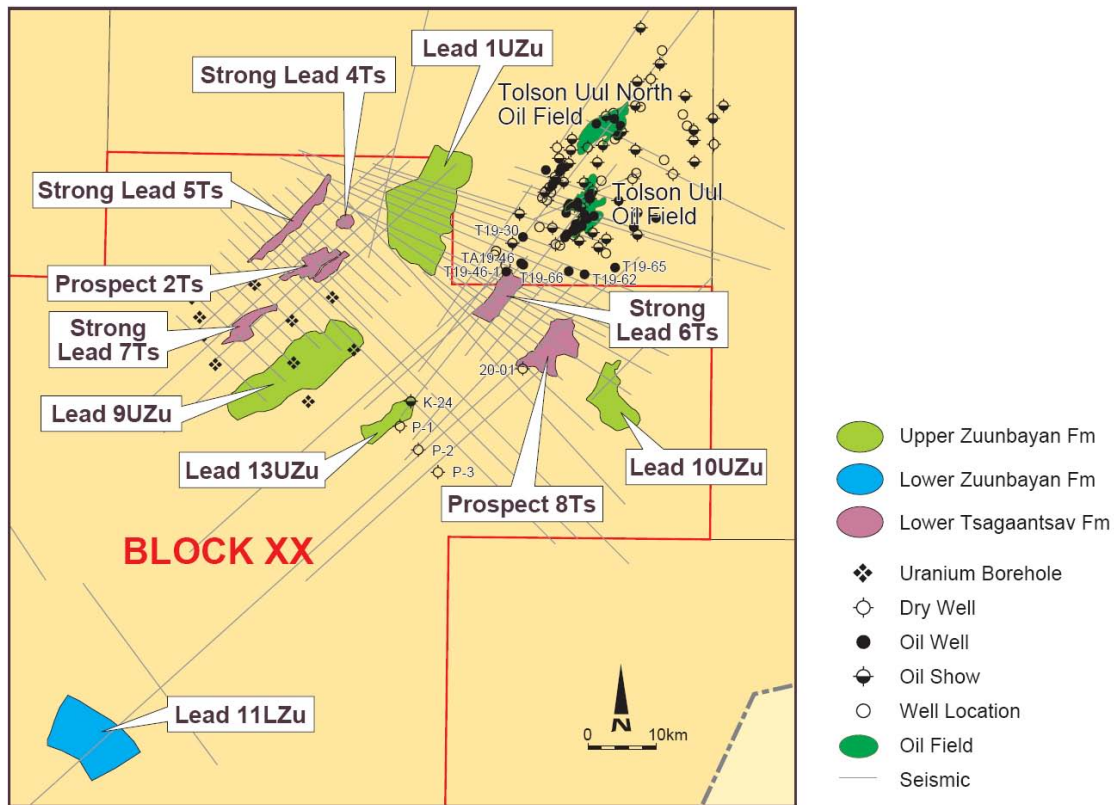 Lead 1UZu
Strong Lead 4Ts
Tolson Uul North
Oil Field
Strong Lead 5Ts
Tolson Uul
Oil Field
T19-30
TA19-46
T19-46-1
T19-66
T19-62
T19-65
Prospect 2Ts
Strong
Lead 6Ts
Strong
Lead 7Ts
20-01
Lead 9UZu
K-24
P-1
P-2
P-3
Lead 13UZu
Lead 10UZu
Prospect 8Ts
BLOCK XX
Lead 11LZu
N
0 10km
Upper Zuunbayan Fm
Lower Zuunbayan Fm
Lower Tsagaantsav Fm
Uranium Borehole
Dry Well
Oil Well
Oil Show
Well Location
Oil Field
Seismic